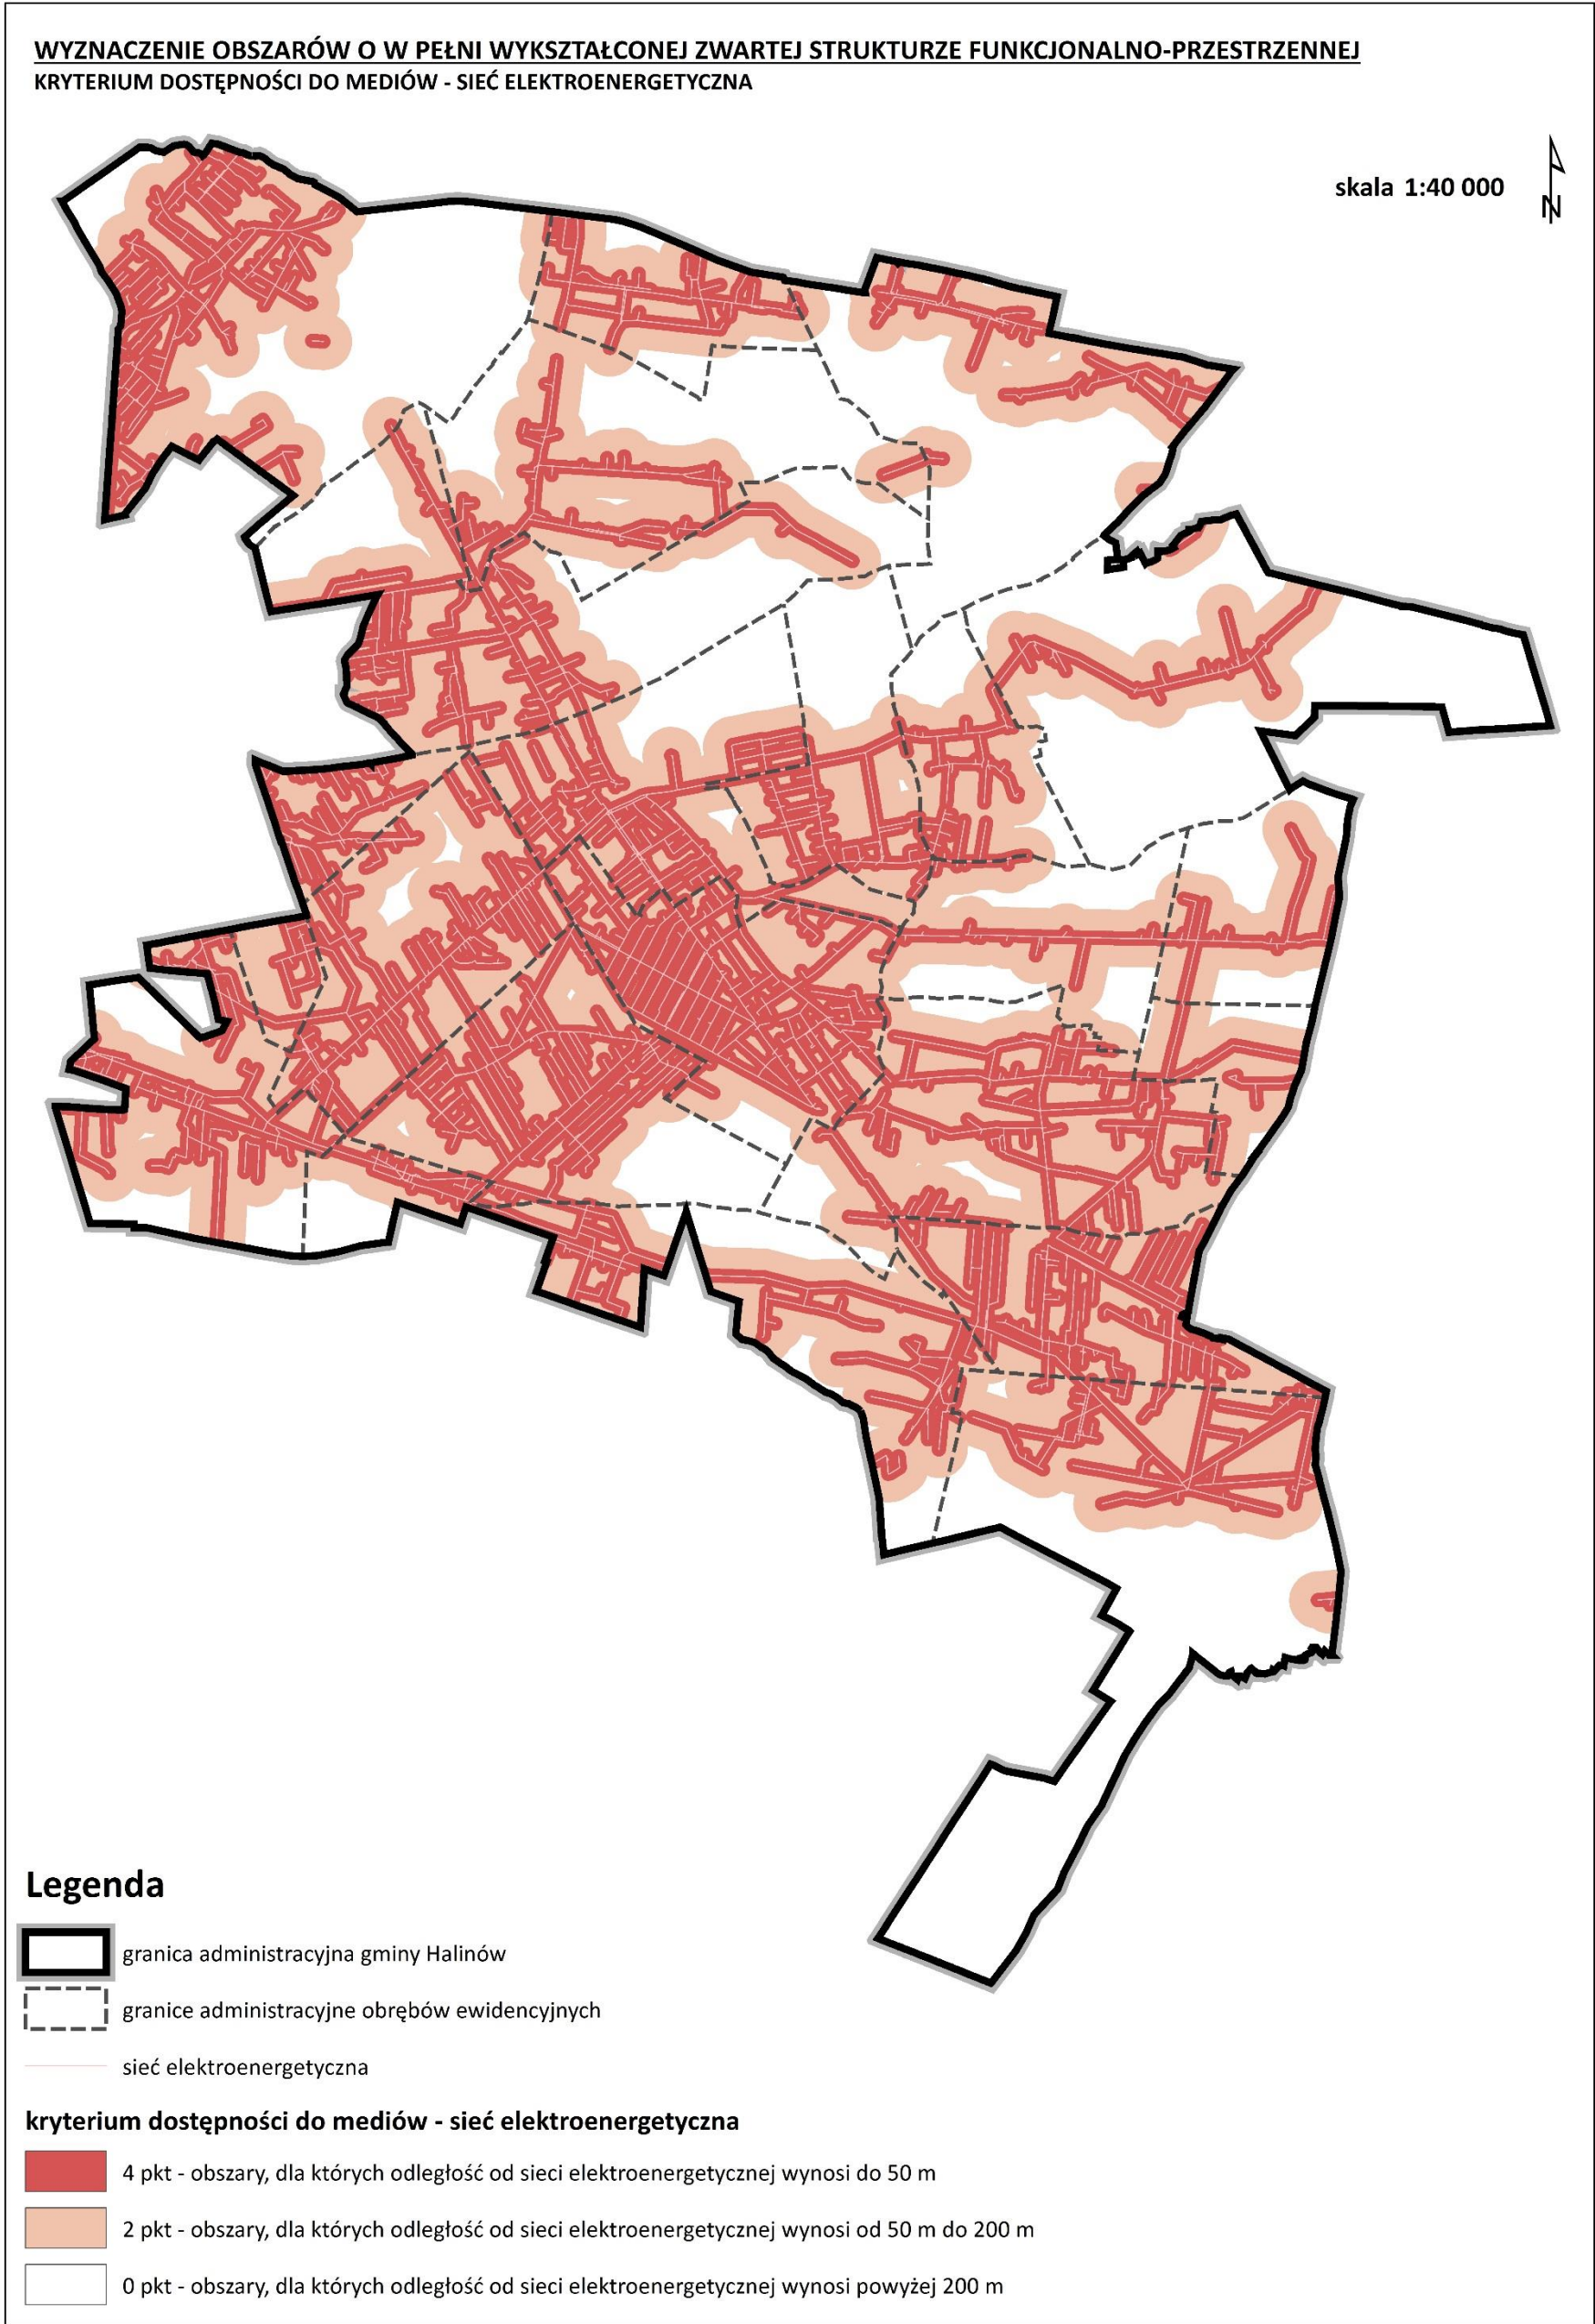 WYZNACZENIE OBSZARÓW O W PEŁNI WYKSZTAŁCONEJ ZWARTEJ STRUKTURZE FUNKCJONALNO-PRZESTRZENNEJ
KRYTERIUM DOSTĘPNOŚCI DO MEDIÓW - SIEĆ ELEKTROENERGETYCZNA
skala 1:40 000
N
Legenda
granica administracyjna gminy Halinów
granice administracyjne obrębów ewidencyjnych
sieć elektroenergetyczna
kryterium dostępności do mediów - sieć elektroenergetyczna
4 pkt - obszary, dla których odległość od sieci elektroenergetycznej wynosi do 50 m
2 pkt - obszary, dla których odległość od sieci elektroenergetycznej wynosi od 50 m do 200 m
0 pkt - obszary, dla których odległość od sieci elektroenergetycznej wynosi powyżej 200 m